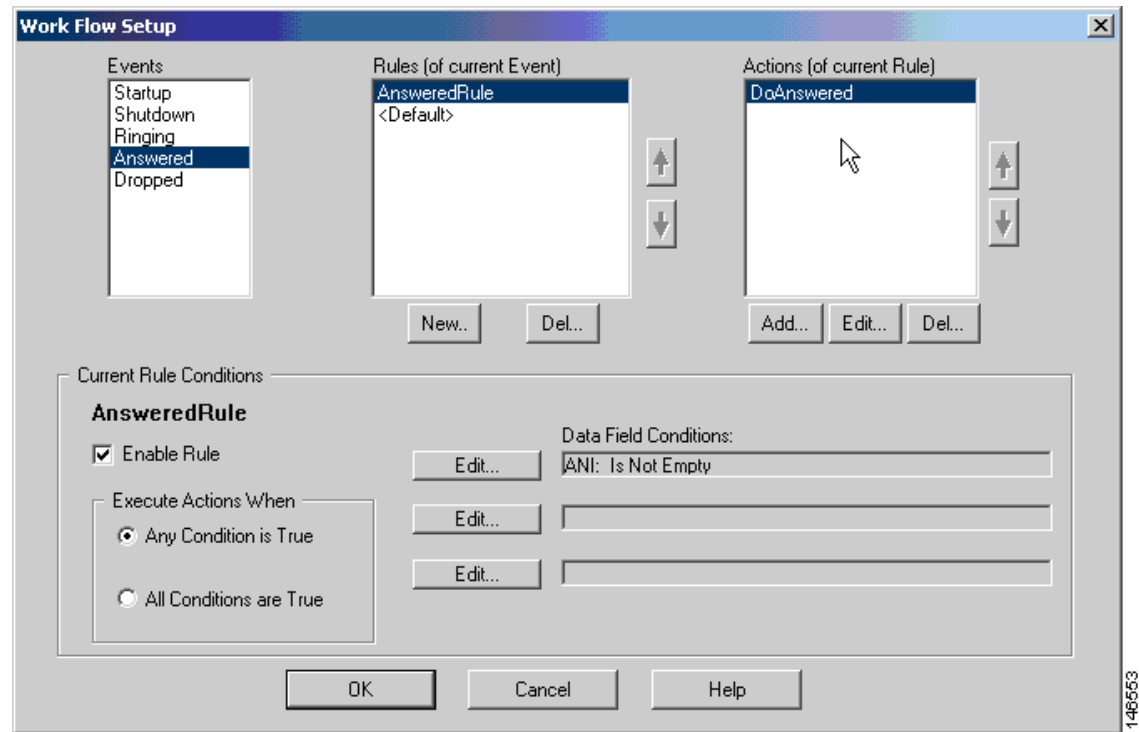 Work Flow Setup
Events
Startup
Shutdown
Ringing
Answered
Dropped
Rules (of current Event)
AnsweredRule
<Default>
New..
Del...
Actions (of current Rule)
DoAnswered
Add...
Edit...
Del...
Current Rule Conditions
AnsweredRule
Enable Rule
Execute Actions When
Any Condition is True
All Conditions are True
Data Field Conditions:
Edit...
ANI: Is Not Empty
Edit...
Edit...
OK
Cancel
Help
146553